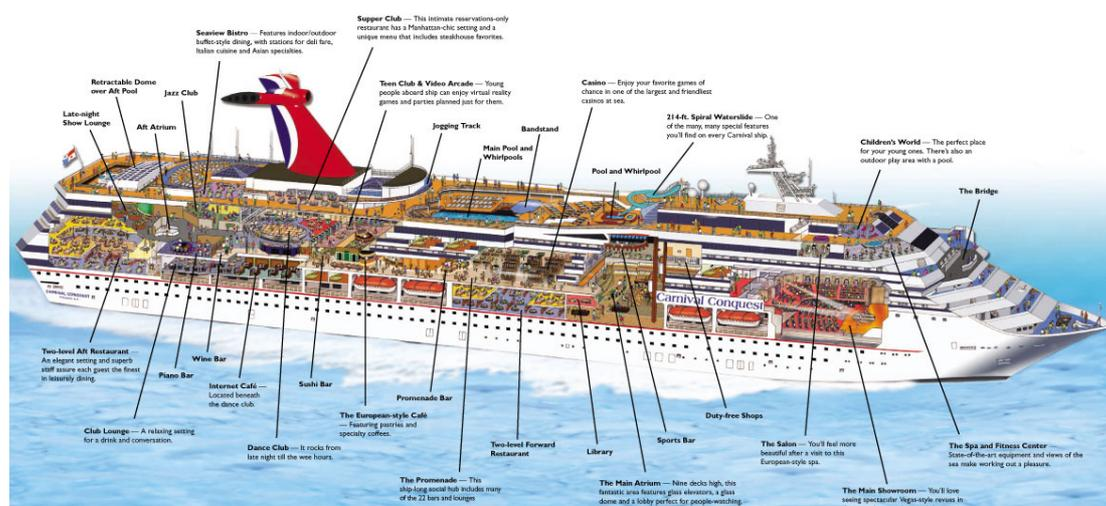 Supper Club — This intimate reservations-only
restaurant has a Manhattan-chic setting and a
unique menu that includes steakhouse favorites.
Seaview Bistro — Features indoor/outdoor
buffet-style dining, with stations for deli fare,
Italian cuisine and Asian specialties.
Retractable Dome
over Aft Pool
Jazz Club
Late-night
Show Lounge
Aft Atrium
Teen Club & Video Arcade — Young
people aboard ship can enjoy virtual reality
games and parties planned just for them.
Jogging Track
Main Pool and
Whirlpools
Bandstand
Casino — Enjoy your favorite games of
chance in one of the largest and friendliest
casinos at sea.
214-ft. Spiral Waterslide — One
of the many, many special features
you'll find on every Carnival ship.
Pool and Whirlpool
Children's World — The perfect place
for your young ones. There's also an
outdoor play area with a pool.
The Bridge
Carnival Conquest
CARNIVAL CONQUEST
Two-level Aft Restaurant —
An elegant setting and superb
staff assure each guest the finest
in leisurely dining.
Piano Bar
Wine Bar
Internet Café —
Located beneath
the dance club.
Sushi Bar
Promenade Bar
The European-style Café
— Featuring pastries and
specialty coffees.
Club Lounge — A relaxing setting
for a drink and conversation.
Dance Club — It rocks from
late night till the wee hours.
The Promenade — This
ship-long social hub includes many
of the 22 bars and lounges
Two-level Forward
Restaurant
Library
Sports Bar
Duty-free Shops
The Main Atrium — Nine decks high, this
fantastic area features glass elevators, a glass
dome and a lobby perfect for people-watching.
The Salon — You'll feel more
beautiful after a visit to this
European-style spa.
The Main Showroom — You'll love
seeing spectacular Vegas-style revues in
The Spa and Fitness Center —
State-of-the-art equipment and views of the
sea make working out a pleasure.